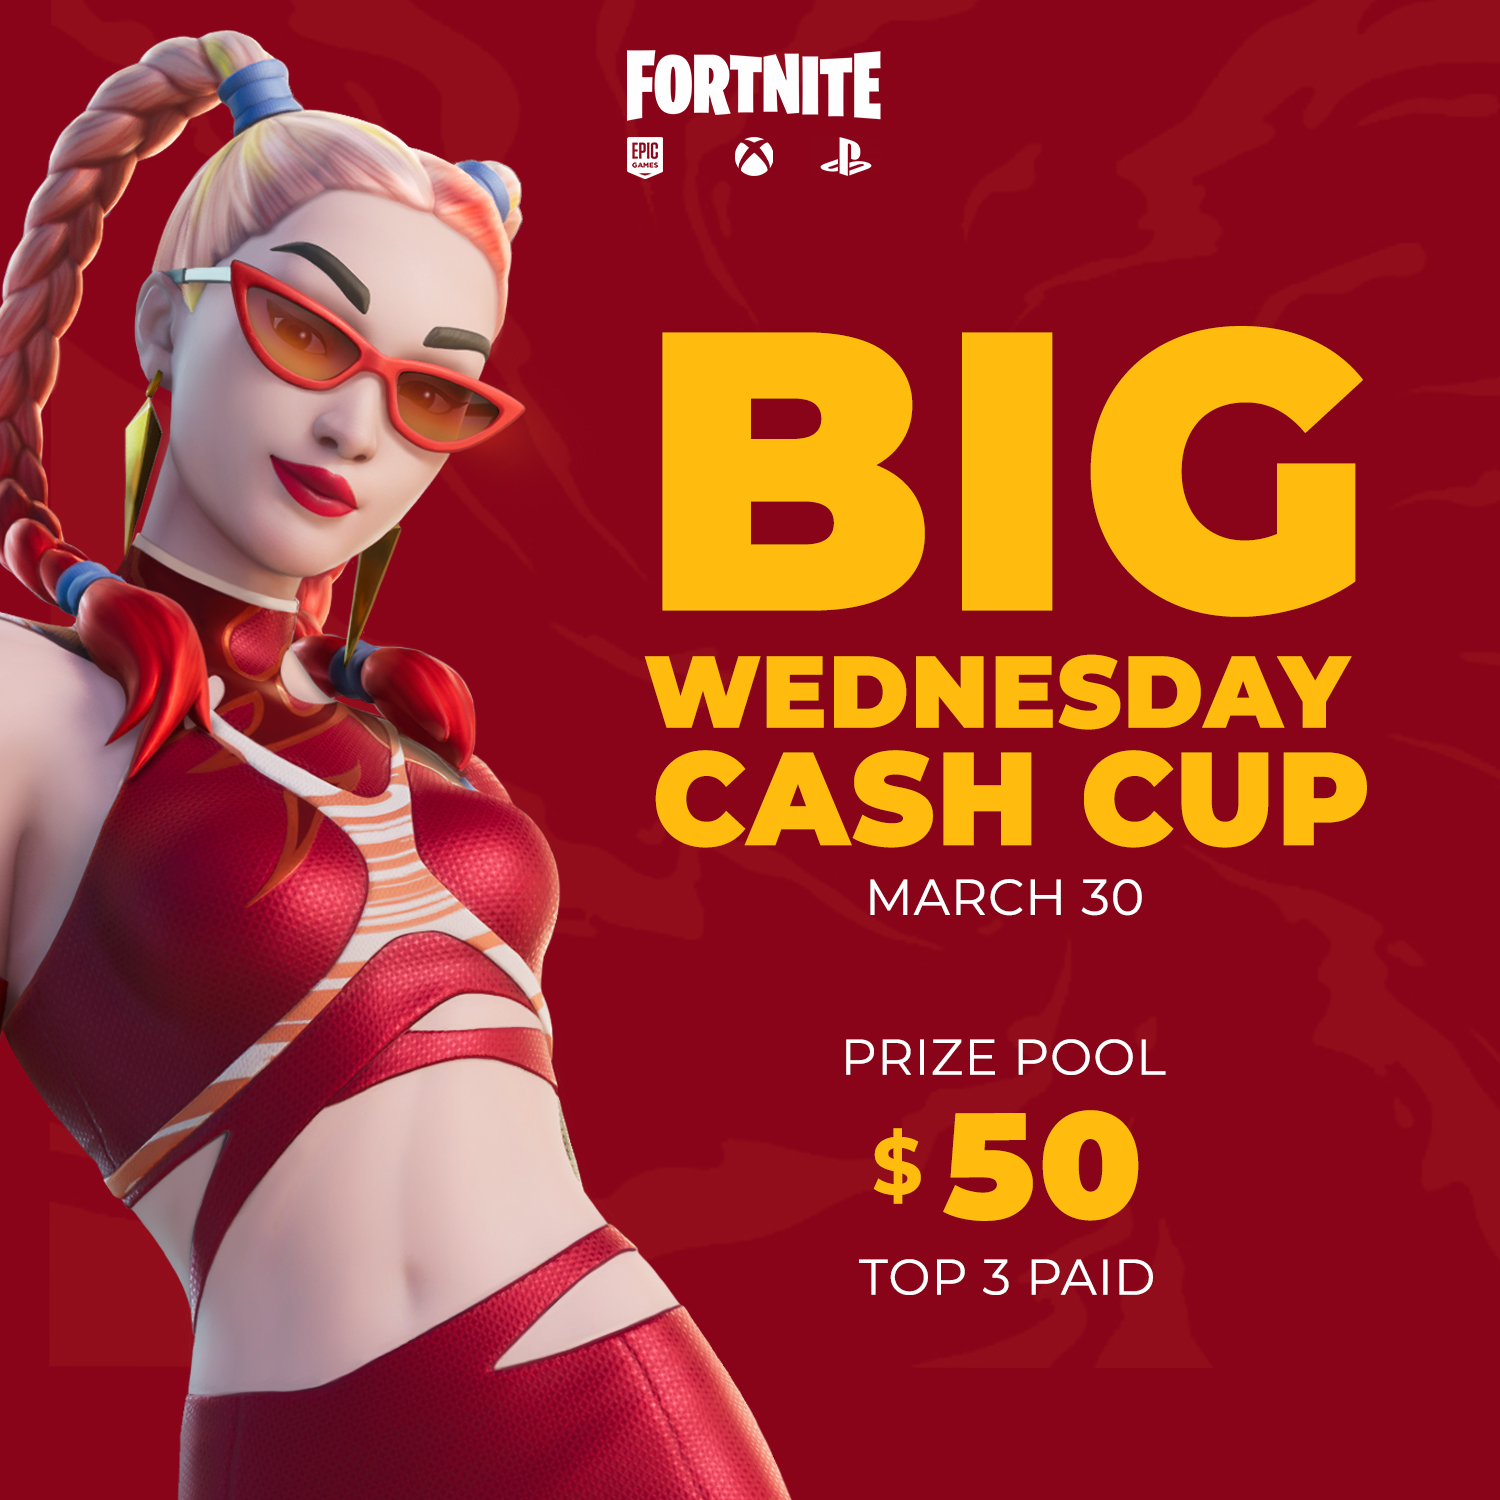 FORTNITE
EPIC
GAMES
BIG
WEDNESDAY
CASH CUP
MARCH 30
PRIZE POOL
$50
TOP 3 PAID